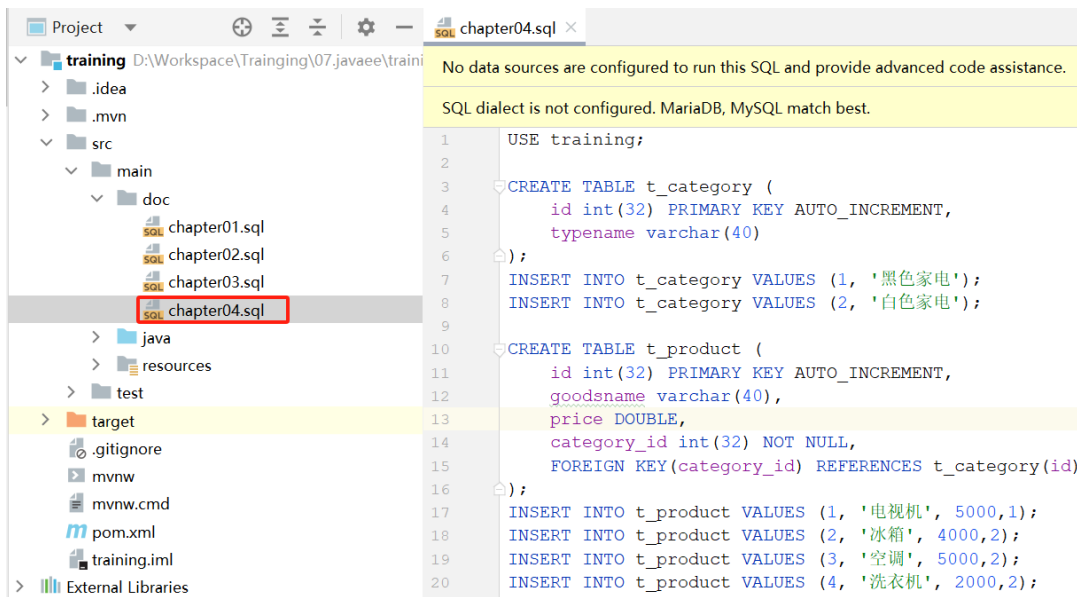 Project
training D:\Workspace\Trainging\07.javaee\traini
.idea
.mvn
src
main
doc
chapter01.sql
chapter02.sql
chapter03.sql
chapter04.sql
java
resources
test
target
.gitignore
mvnw
mvnw.cmd
pom.xml
training.iml
External Libraries
chapter04.sql
No data sources are configured to run this SQL and provide advanced code assistance.
SQL dialect is not configured. MariaDB, MySQL match best.
1 USE training;
2
3 CREATE TABLE t_category (
4 id int(32) PRIMARY KEY AUTO_INCREMENT,
5 typename varchar(40)
6 );
7 INSERT INTO t_category VALUES (1, '黑色家电');
8 INSERT INTO t_category VALUES (2, '白色家电');
9
10 CREATE TABLE t_product (
11 id int(32) PRIMARY KEY AUTO_INCREMENT,
12 goodsname varchar(40),
13 price DOUBLE,
14 category_id int(32) NOT NULL,
15 FOREIGN KEY(category_id) REFERENCES t_category(id)
16 );
17 INSERT INTO t_product VALUES (1, '电视机', 5000,1);
18 INSERT INTO t_product VALUES (2, '冰箱', 4000,2);
19 INSERT INTO t_product VALUES (3, '空调', 5000,2);
20 INSERT INTO t_product VALUES (4, '洗衣机', 2000,2);